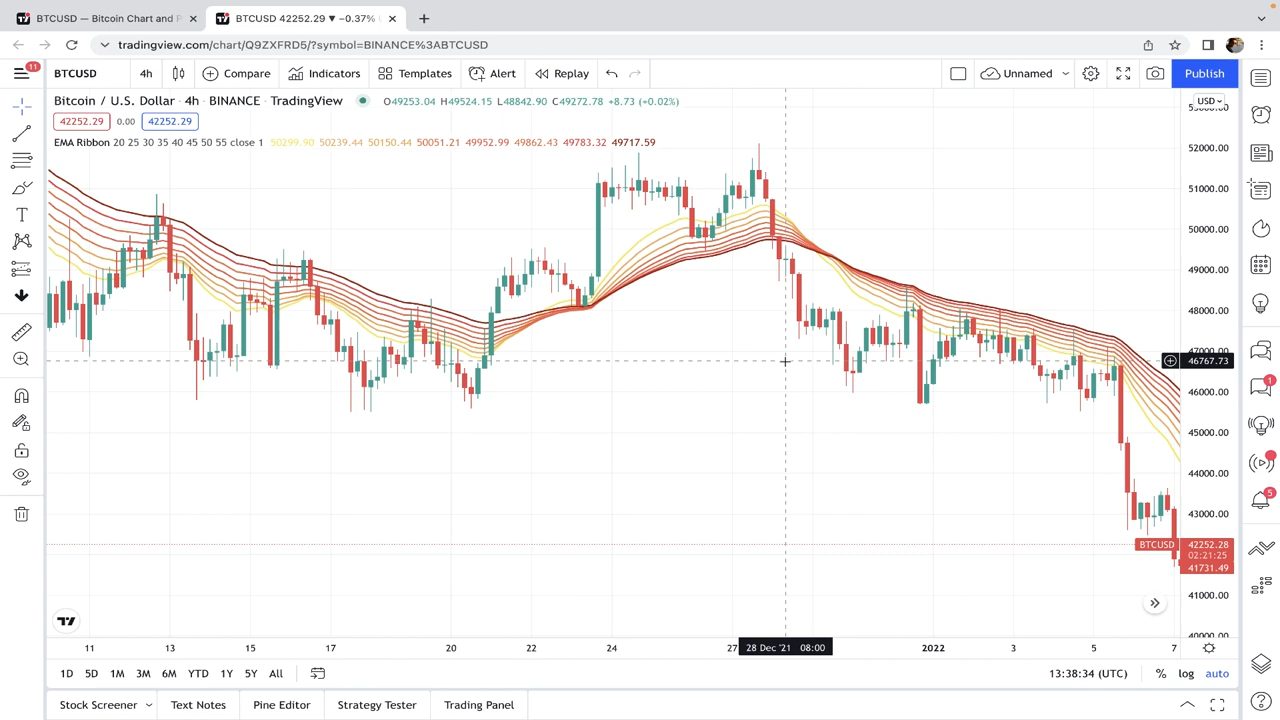 BTCUSD — Bitcoin Chart and P
BTCUSD 42252.29 ▼ −0.37%
tradingview.com/chart/Q9ZXFRD5/?symbol=BINANCE%3ABTCUSD
11 BTCUSD 4h Compare Indicators Templates Alert Replay Unnamed Publish
Bitcoin / U.S. Dollar · 4h · BINANCE · TradingView O49253.04 H49524.15 L48842.90 C49272.78 +8.73 (+0.02%)
USD
42252.29 0.00 42252.29
EMA Ribbon 20 25 30 35 40 45 50 55 close 1 50299.90 50239.44 50150.44 50051.21 49952.99 49862.43 49783.32 49717.59
52000.00
51000.00
50000.00
49000.00
48000.00
47000.00
46767.73
46000.00
45000.00
44000.00
43000.00
BTCUSD 42252.28
02:21:25
41731.49
41000.00
40000.00
1
5
11 13 15 17 20 22 24 27 28 Dec '21 08:00 2022 3 5 7
1D 5D 1M 3M 6M YTD 1Y 5Y All 13:38:34 (UTC) % log auto
Stock Screener Text Notes Pine Editor Strategy Tester Trading Panel